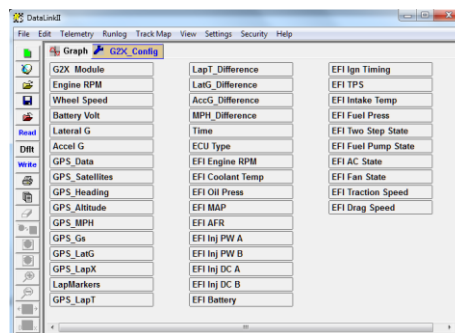 DataLinkII
File Edit Telemetry Runlog Track Map View Settings Security Help
Graph G2X_Config
Read
Dflt
Write
G2X Module
Engine RPM
Wheel Speed
Battery Volt
Lateral G
Accel G
GPS_Data
GPS_Satellites
GPS_Heading
GPS_Altitude
GPS_MPH
GPS_Gs
GPS_LatG
GPS_LapX
LapMarkers
GPS_LapT
LapT_Difference
LatG_Difference
AccG_Difference
MPH_Difference
Time
ECU Type
EFI Engine RPM
EFI Coolant Temp
EFI Oil Press
EFI MAP
EFI AFR
EFI Inj PW A
EFI Inj PW B
EFI Inj DC A
EFI Inj DC B
EFI Battery
EFI Ign Timing
EFI TPS
EFI Intake Temp
EFI Fuel Press
EFI Two Step State
EFI Fuel Pump State
EFI AC State
EFI Fan State
EFI Traction Speed
EFI Drag Speed